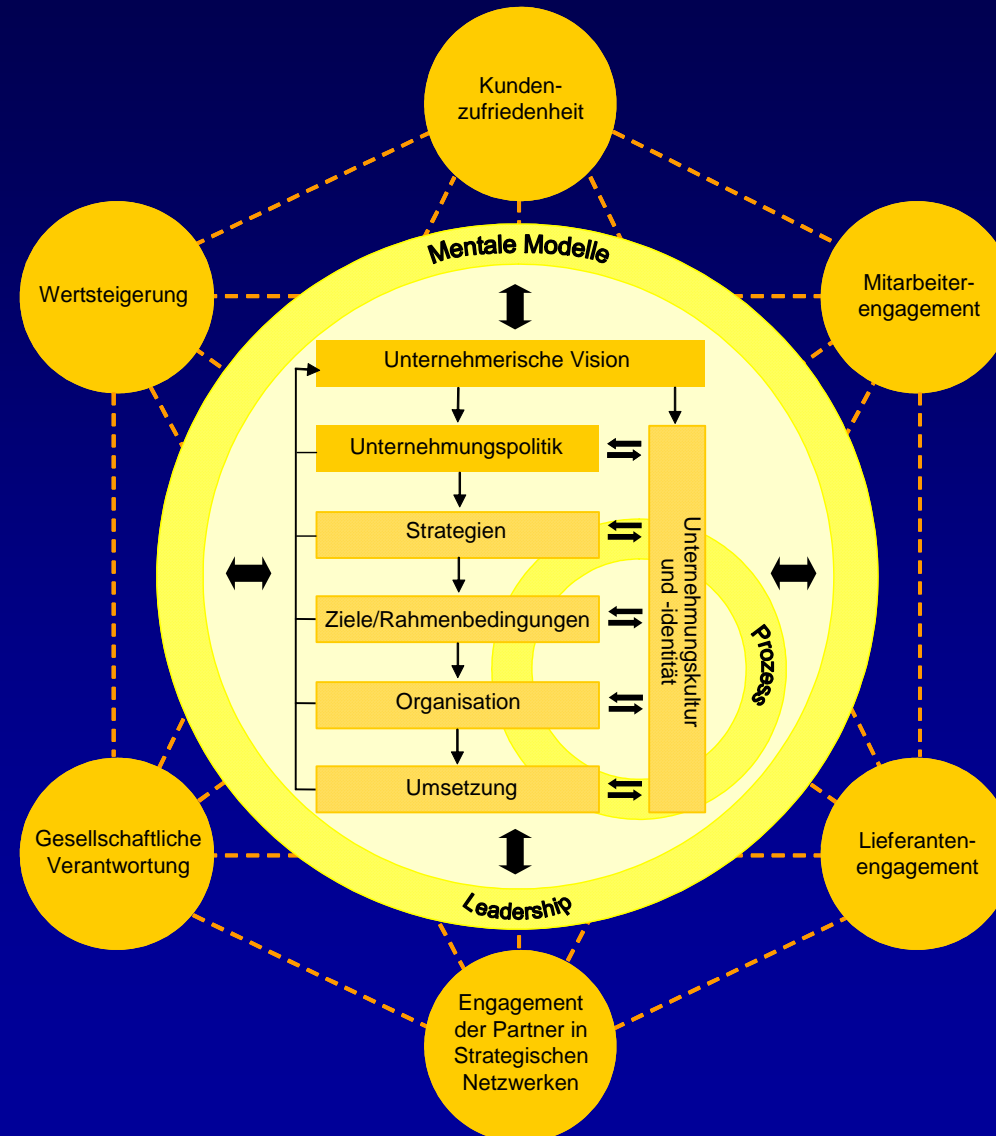 Kunden-
zufriedenheit
Mentale Modelle
Wertsteigerung
Mitarbeiter-
engagement
Unternehmerische Vision
Unternehmungspolitik
Strategien
Ziele/Rahmenbedingungen
Organisation
Umsetzung
Unternehmungskultur
und -identität
Prozess
Gesellschaftliche
Verantwortung
Lieferanten-
engagement
Leadership
Engagement
der Partner in
Strategischen
Netzwerken